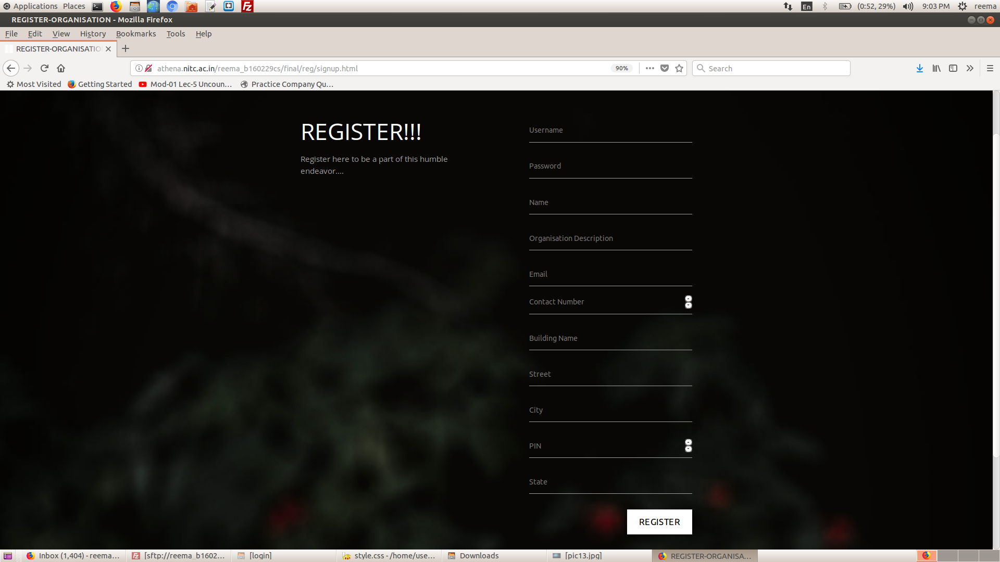 Applications Places
En (0:52, 29%) 9:03 PM reema
REGISTER-ORGANISATION - Mozilla Firefox
File Edit View History Bookmarks Tools Help
REGISTER-ORGANISATIO
athena.nitc.ac.in/reema_b160229cs/final/reg/signup.html 90% Search
Most Visited Getting Started Mod-01 Lec-5 Uncoun... Practice Company Qu...
REGISTER!!!
Register here to be a part of this humble
endeavor....
Username
Password
Name
Organisation Description
Email
Contact Number
Building Name
Street
City
PIN
State
REGISTER
Inbox (1,404) - reema... [sftp://reema_b1602... [login] style.css - /home/use... Downloads [pic13.jpg] REGISTER-ORGANISA...